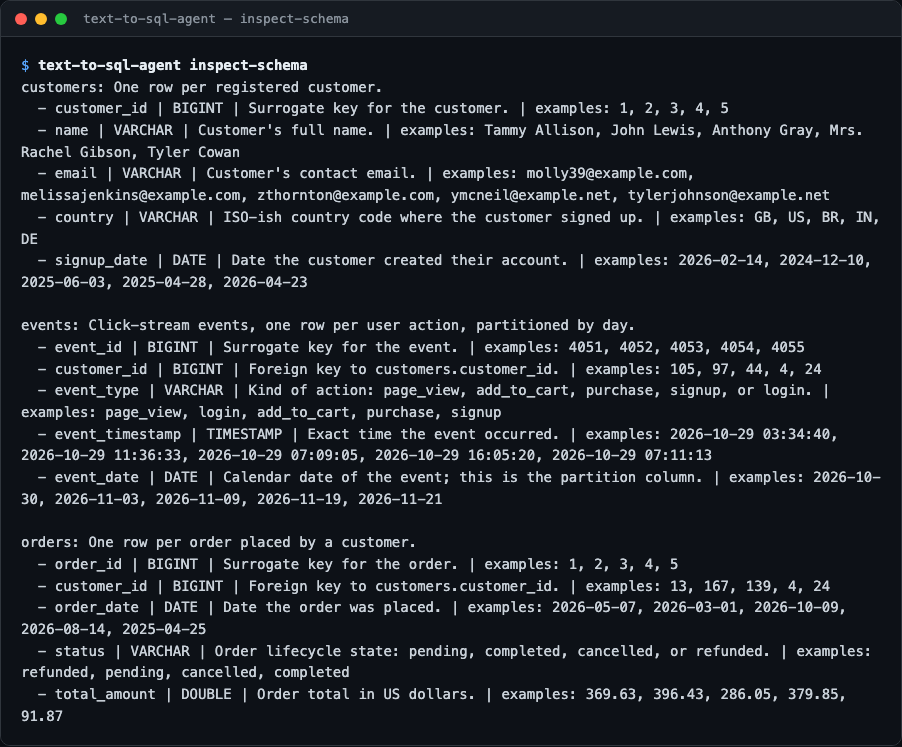 text-to-sql-agent — inspect-schema
$ text-to-sql-agent inspect-schema
customers: One row per registered customer.
  - customer_id | BIGINT | Surrogate key for the customer. | examples: 1, 2, 3, 4, 5
  - name | VARCHAR | Customer's full name. | examples: Tammy Allison, John Lewis, Anthony Gray, Mrs.
Rachel Gibson, Tyler Cowan
  - email | VARCHAR | Customer's contact email. | examples: molly39@example.com,
melissajenkins@example.com, zthornton@example.com, ymcneil@example.net, tylerjohnson@example.net
  - country | VARCHAR | ISO-ish country code where the customer signed up. | examples: GB, US, BR, IN,
DE
  - signup_date | DATE | Date the customer created their account. | examples: 2026-02-14, 2024-12-10,
2025-06-03, 2025-04-28, 2026-04-23
events: Click-stream events, one row per user action, partitioned by day.
  - event_id | BIGINT | Surrogate key for the event. | examples: 4051, 4052, 4053, 4054, 4055
  - customer_id | BIGINT | Foreign key to customers.customer_id. | examples: 105, 97, 44, 4, 24
  - event_type | VARCHAR | Kind of action: page_view, add_to_cart, purchase, signup, or login. |
examples: page_view, login, add_to_cart, purchase, signup
  - event_timestamp | TIMESTAMP | Exact time the event occurred. | examples: 2026-10-29 03:34:40,
2026-10-29 11:36:33, 2026-10-29 07:09:05, 2026-10-29 16:05:20, 2026-10-29 07:11:13
  - event_date | DATE | Calendar date of the event; this is the partition column. | examples: 2026-10-
30, 2026-11-03, 2026-11-09, 2026-11-19, 2026-11-21
orders: One row per order placed by a customer.
  - order_id | BIGINT | Surrogate key for the order. | examples: 1, 2, 3, 4, 5
  - customer_id | BIGINT | Foreign key to customers.customer_id. | examples: 13, 167, 139, 4, 24
  - order_date | DATE | Date the order was placed. | examples: 2026-05-07, 2026-03-01, 2026-10-09,
2026-08-14, 2025-04-25
  - status | VARCHAR | Order lifecycle state: pending, completed, cancelled, or refunded. | examples:
refunded, pending, cancelled, completed
  - total_amount | DOUBLE | Order total in US dollars. | examples: 369.63, 396.43, 286.05, 379.85,
91.87